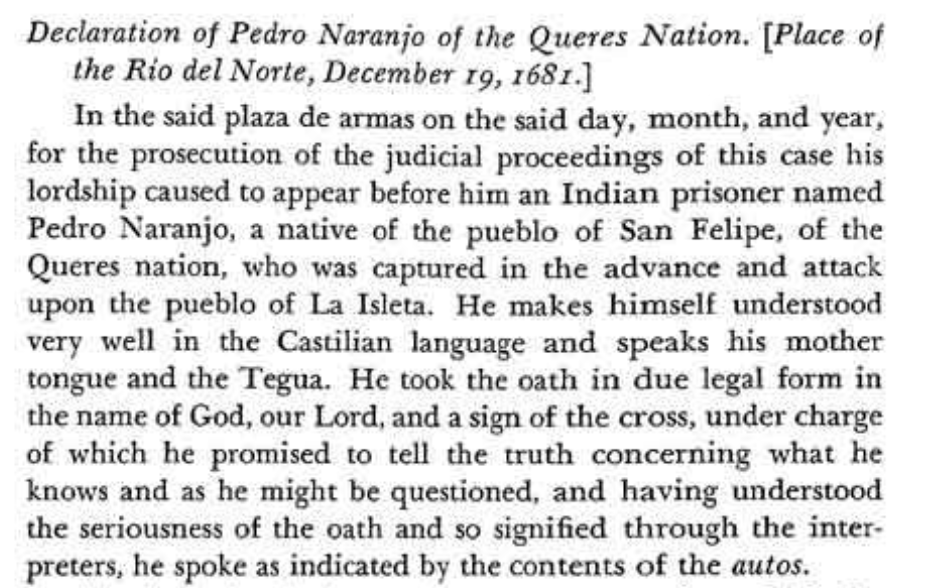 Declaration of Pedro Naranjo of the Queres Nation. [Place of
the Río del Norte, December 19, 1681.]
In the said plaza de armas on the said day, month, and year,
for the prosecution of the judicial proceedings of this case his
lordship caused to appear before him an Indian prisoner named
Pedro Naranjo, a native of the pueblo of San Felipe, of the
Queres nation, who was captured in the advance and attack
upon the pueblo of La Isleta. He makes himself understood
very well in the Castilian language and speaks his mother
tongue and the Tegua. He took the oath in due legal form in
the name of God, our Lord, and a sign of the cross, under charge
of which he promised to tell the truth concerning what he
knows and as he might be questioned, and having understood
the seriousness of the oath and so signified through the inter-
preters, he spoke as indicated by the contents of the autos.